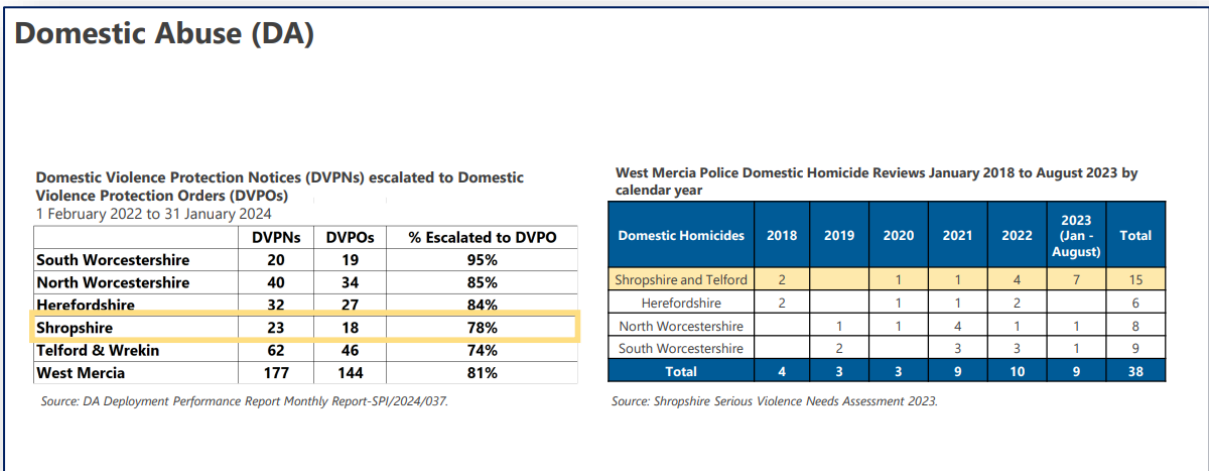 Domestic Abuse (DA)
Domestic Violence Protection Notices (DVPNs) escalated to Domestic
Violence Protection Orders (DVPOs)
1 February 2022 to 31 January 2024
DVPNs DVPOs % Escalated to DVPO
South Worcestershire 20 19 95%
North Worcestershire 40 34 85%
Herefordshire 32 27 84%
Shropshire 23 18 78%
Telford & Wrekin 62 46 74%
West Mercia 177 144 81%
Source: DA Deployment Performance Report Monthly Report-SPI/2024/037.
West Mercia Police Domestic Homicide Reviews January 2018 to August 2023 by
calendar year
Domestic Homicides 2018 2019 2020 2021 2022 2023 (Jan - August) Total
Shropshire and Telford 2 1 1 4 7 15
Herefordshire 2 1 1 2 6
North Worcestershire 1 1 4 1 1 8
South Worcestershire 2 3 3 1 9
Total 4 3 3 9 10 9 38
Source: Shropshire Serious Violence Needs Assessment 2023.